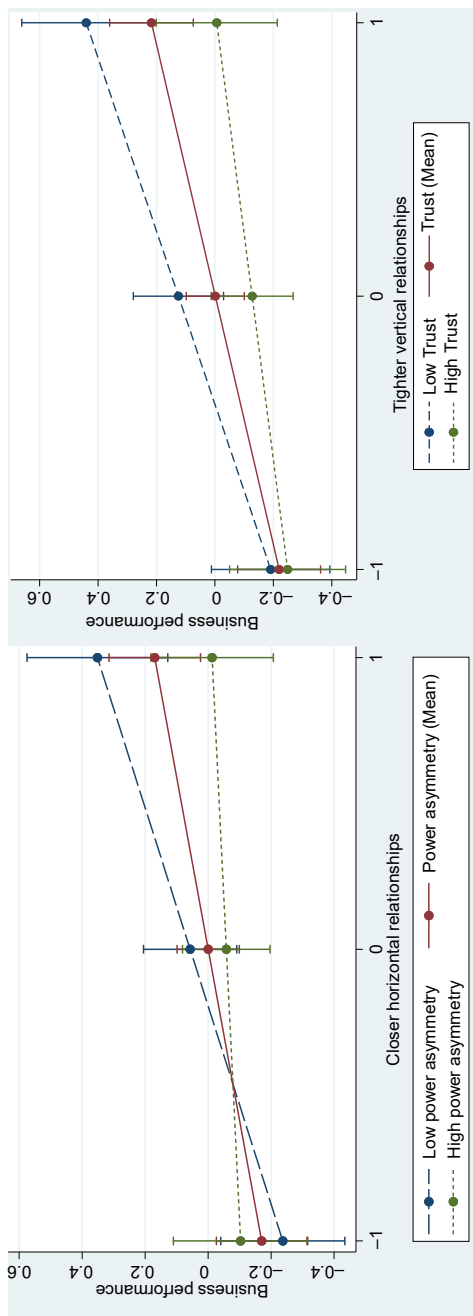 Business performance
0.6
0.4
0.2
0
−0.2
−0.4
−1
0
1
Closer horizontal relationships
Low power asymmetry
Power asymmetry (Mean)
High power asymmetry
Business performance
0.6
0.4
0.2
0
−0.2
−0.4
−1
0
1
Tighter vertical relationships
Low Trust
Trust (Mean)
High Trust